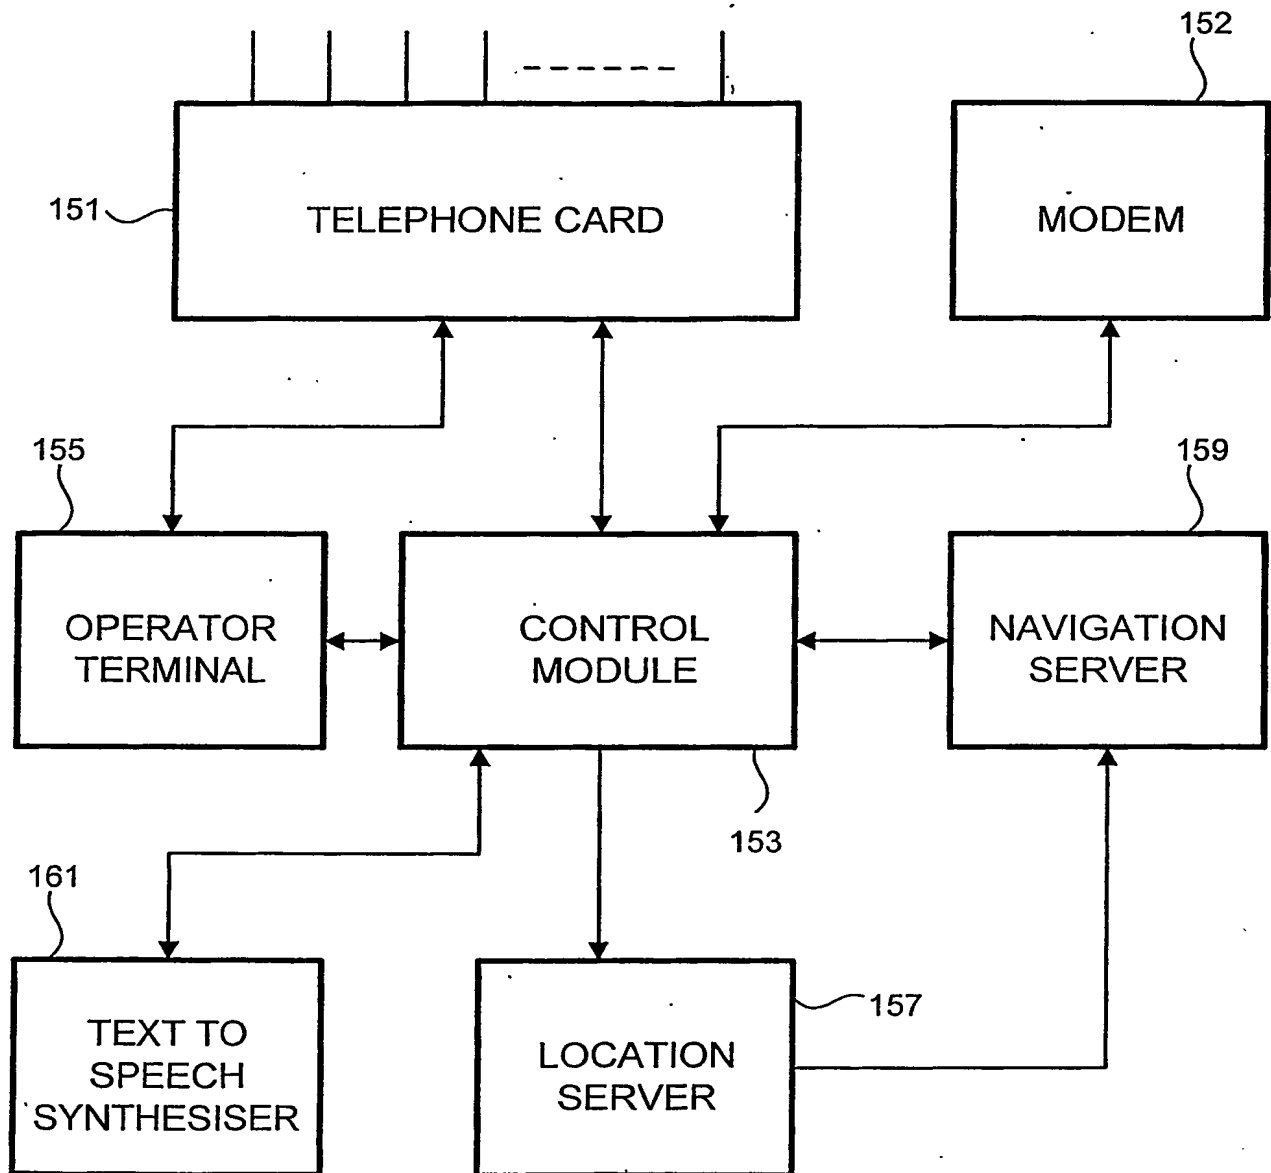 152
151
TELEPHONE CARD
MODEM
155
159
OPERATOR
TERMINAL
CONTROL
MODULE
NAVIGATION
SERVER
153
161
157
TEXT TO
SPEECH
SYNTHESISER
LOCATION
SERVER